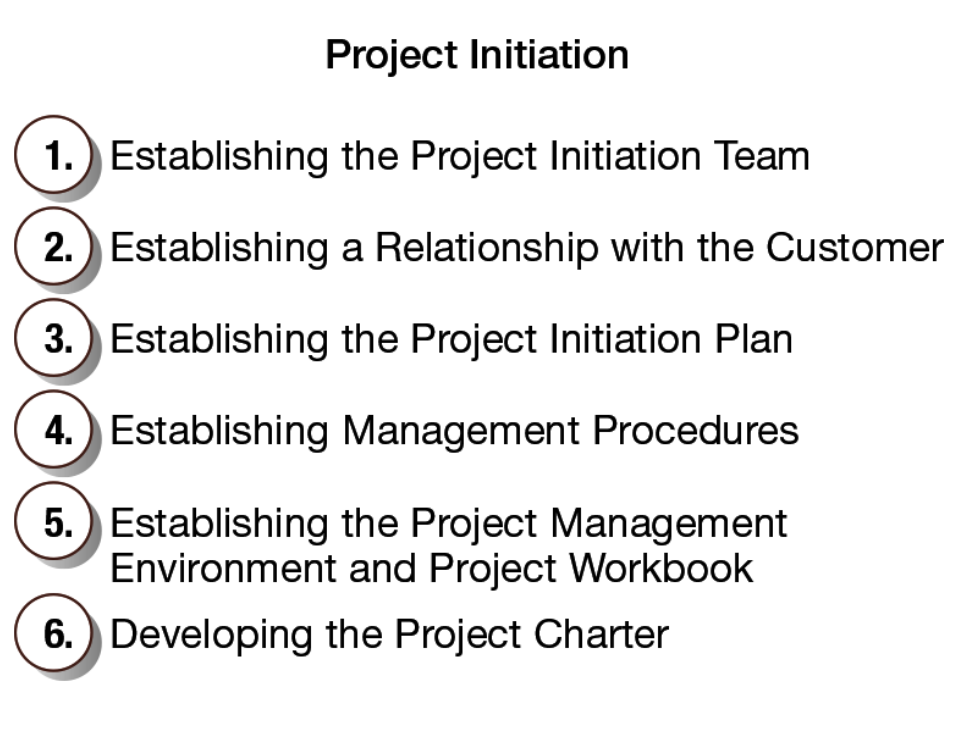 Project Initiation
1. Establishing the Project Initiation Team
2. Establishing a Relationship with the Customer
3. Establishing the Project Initiation Plan
4. Establishing Management Procedures
5. Establishing the Project Management
Environment and Project Workbook
6. Developing the Project Charter